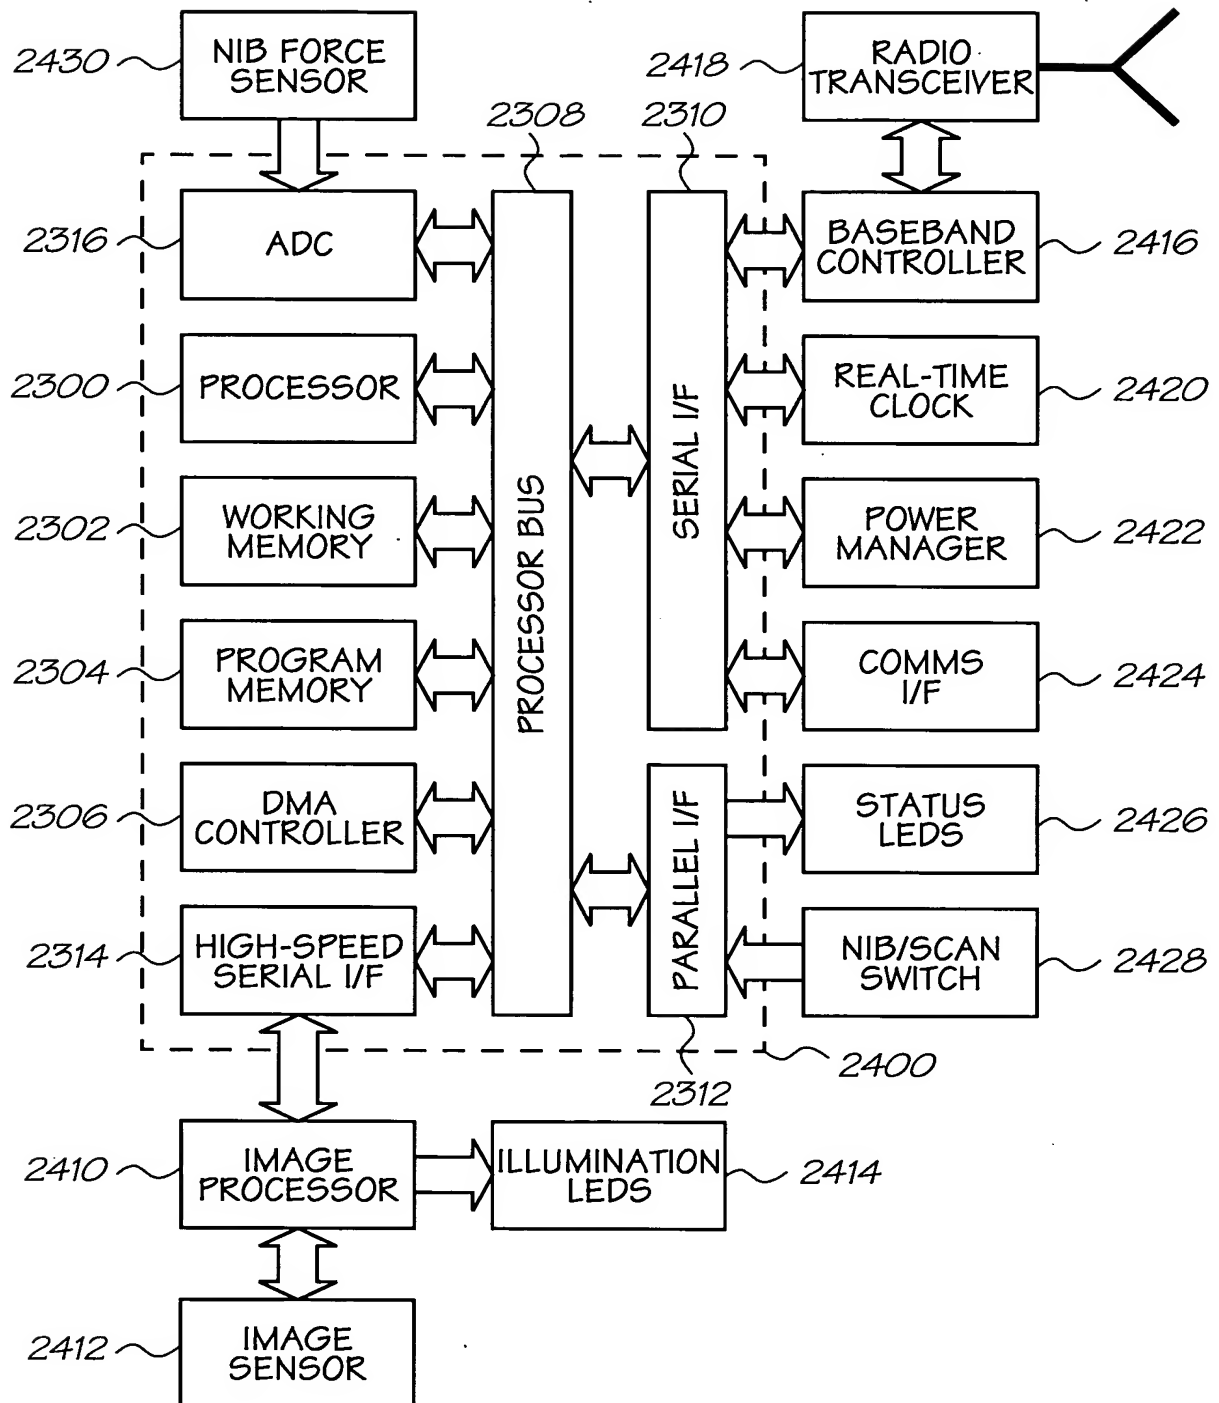 2430
NIB FORCE
SENSOR
2418
RADIO
TRANSCEIVER
2308
2310
2316
ADC
BASEBAND
CONTROLLER
2416
2300
PROCESSOR
REAL-TIME
CLOCK
2420
2302
WORKING
MEMORY
PROCESSOR BUS
SERIAL I/F
POWER
MANAGER
2422
2304
PROGRAM
MEMORY
COMMS
I/F
2424
2306
DMA
CONTROLLER
PARALLEL I/F
STATUS
LEDS
2426
2314
HIGH-SPEED
SERIAL I/F
NIB/SCAN
SWITCH
2428
2400
2312
2410
IMAGE
PROCESSOR
ILLUMINATION
LEDS
2414
2412
IMAGE
SENSOR